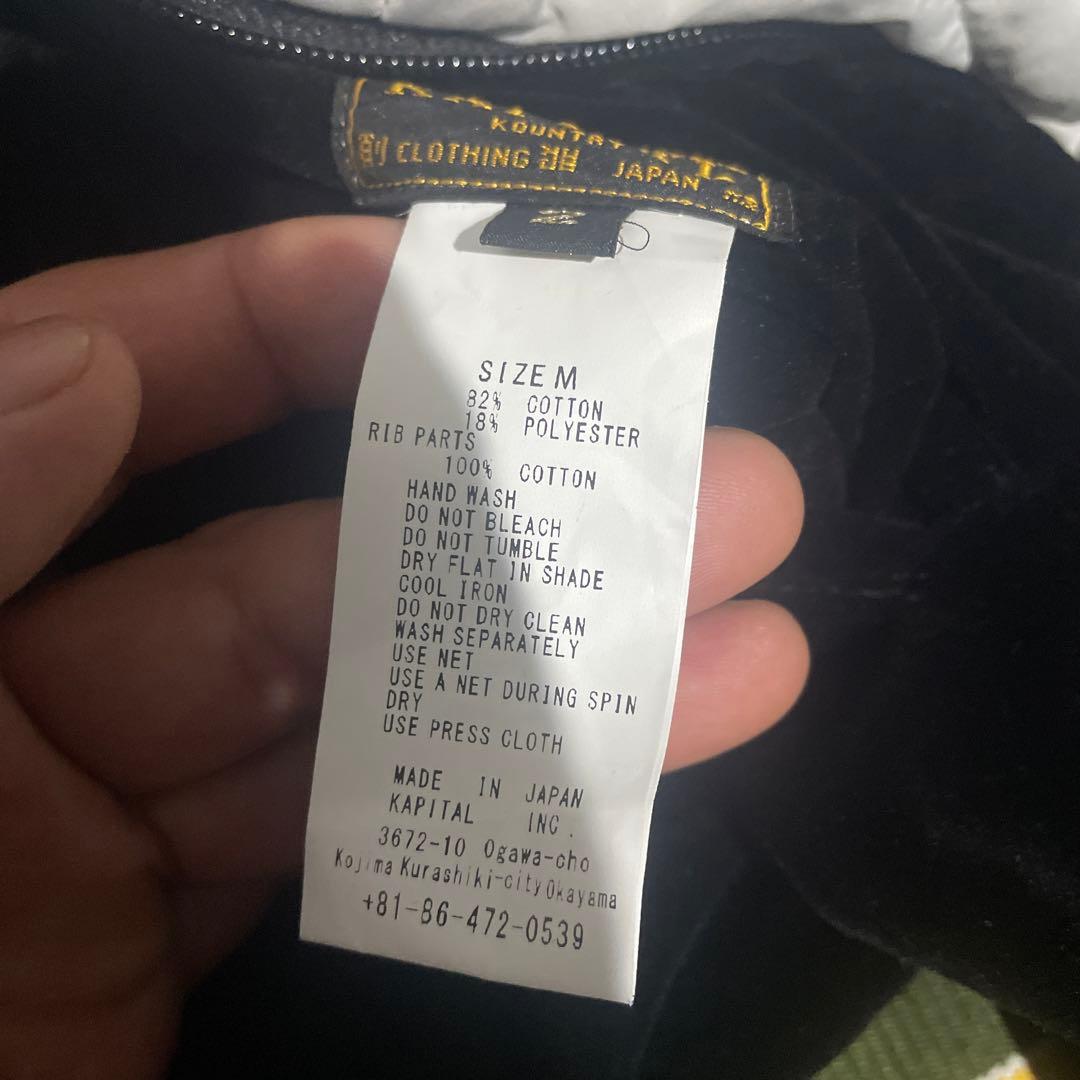 KOUNTRY
CLOTHING JAPAN
SIZE M
82% COTTON
18% POLYESTER
RIB PARTS
100% COTTON
HAND WASH
DO NOT BLEACH
DO NOT TUMBLE
DRY FLAT IN SHADE
COOL IRON
DO NOT DRY CLEAN
WASH SEPARATELY
USE NET
USE A NET DURING SPIN
DRY
USE PRESS CLOTH
MADE IN JAPAN
KAPITAL INC.
3672-10 Ogawa-cho
Kojima Kurashiki-city Okayama
+81-86-472-0539